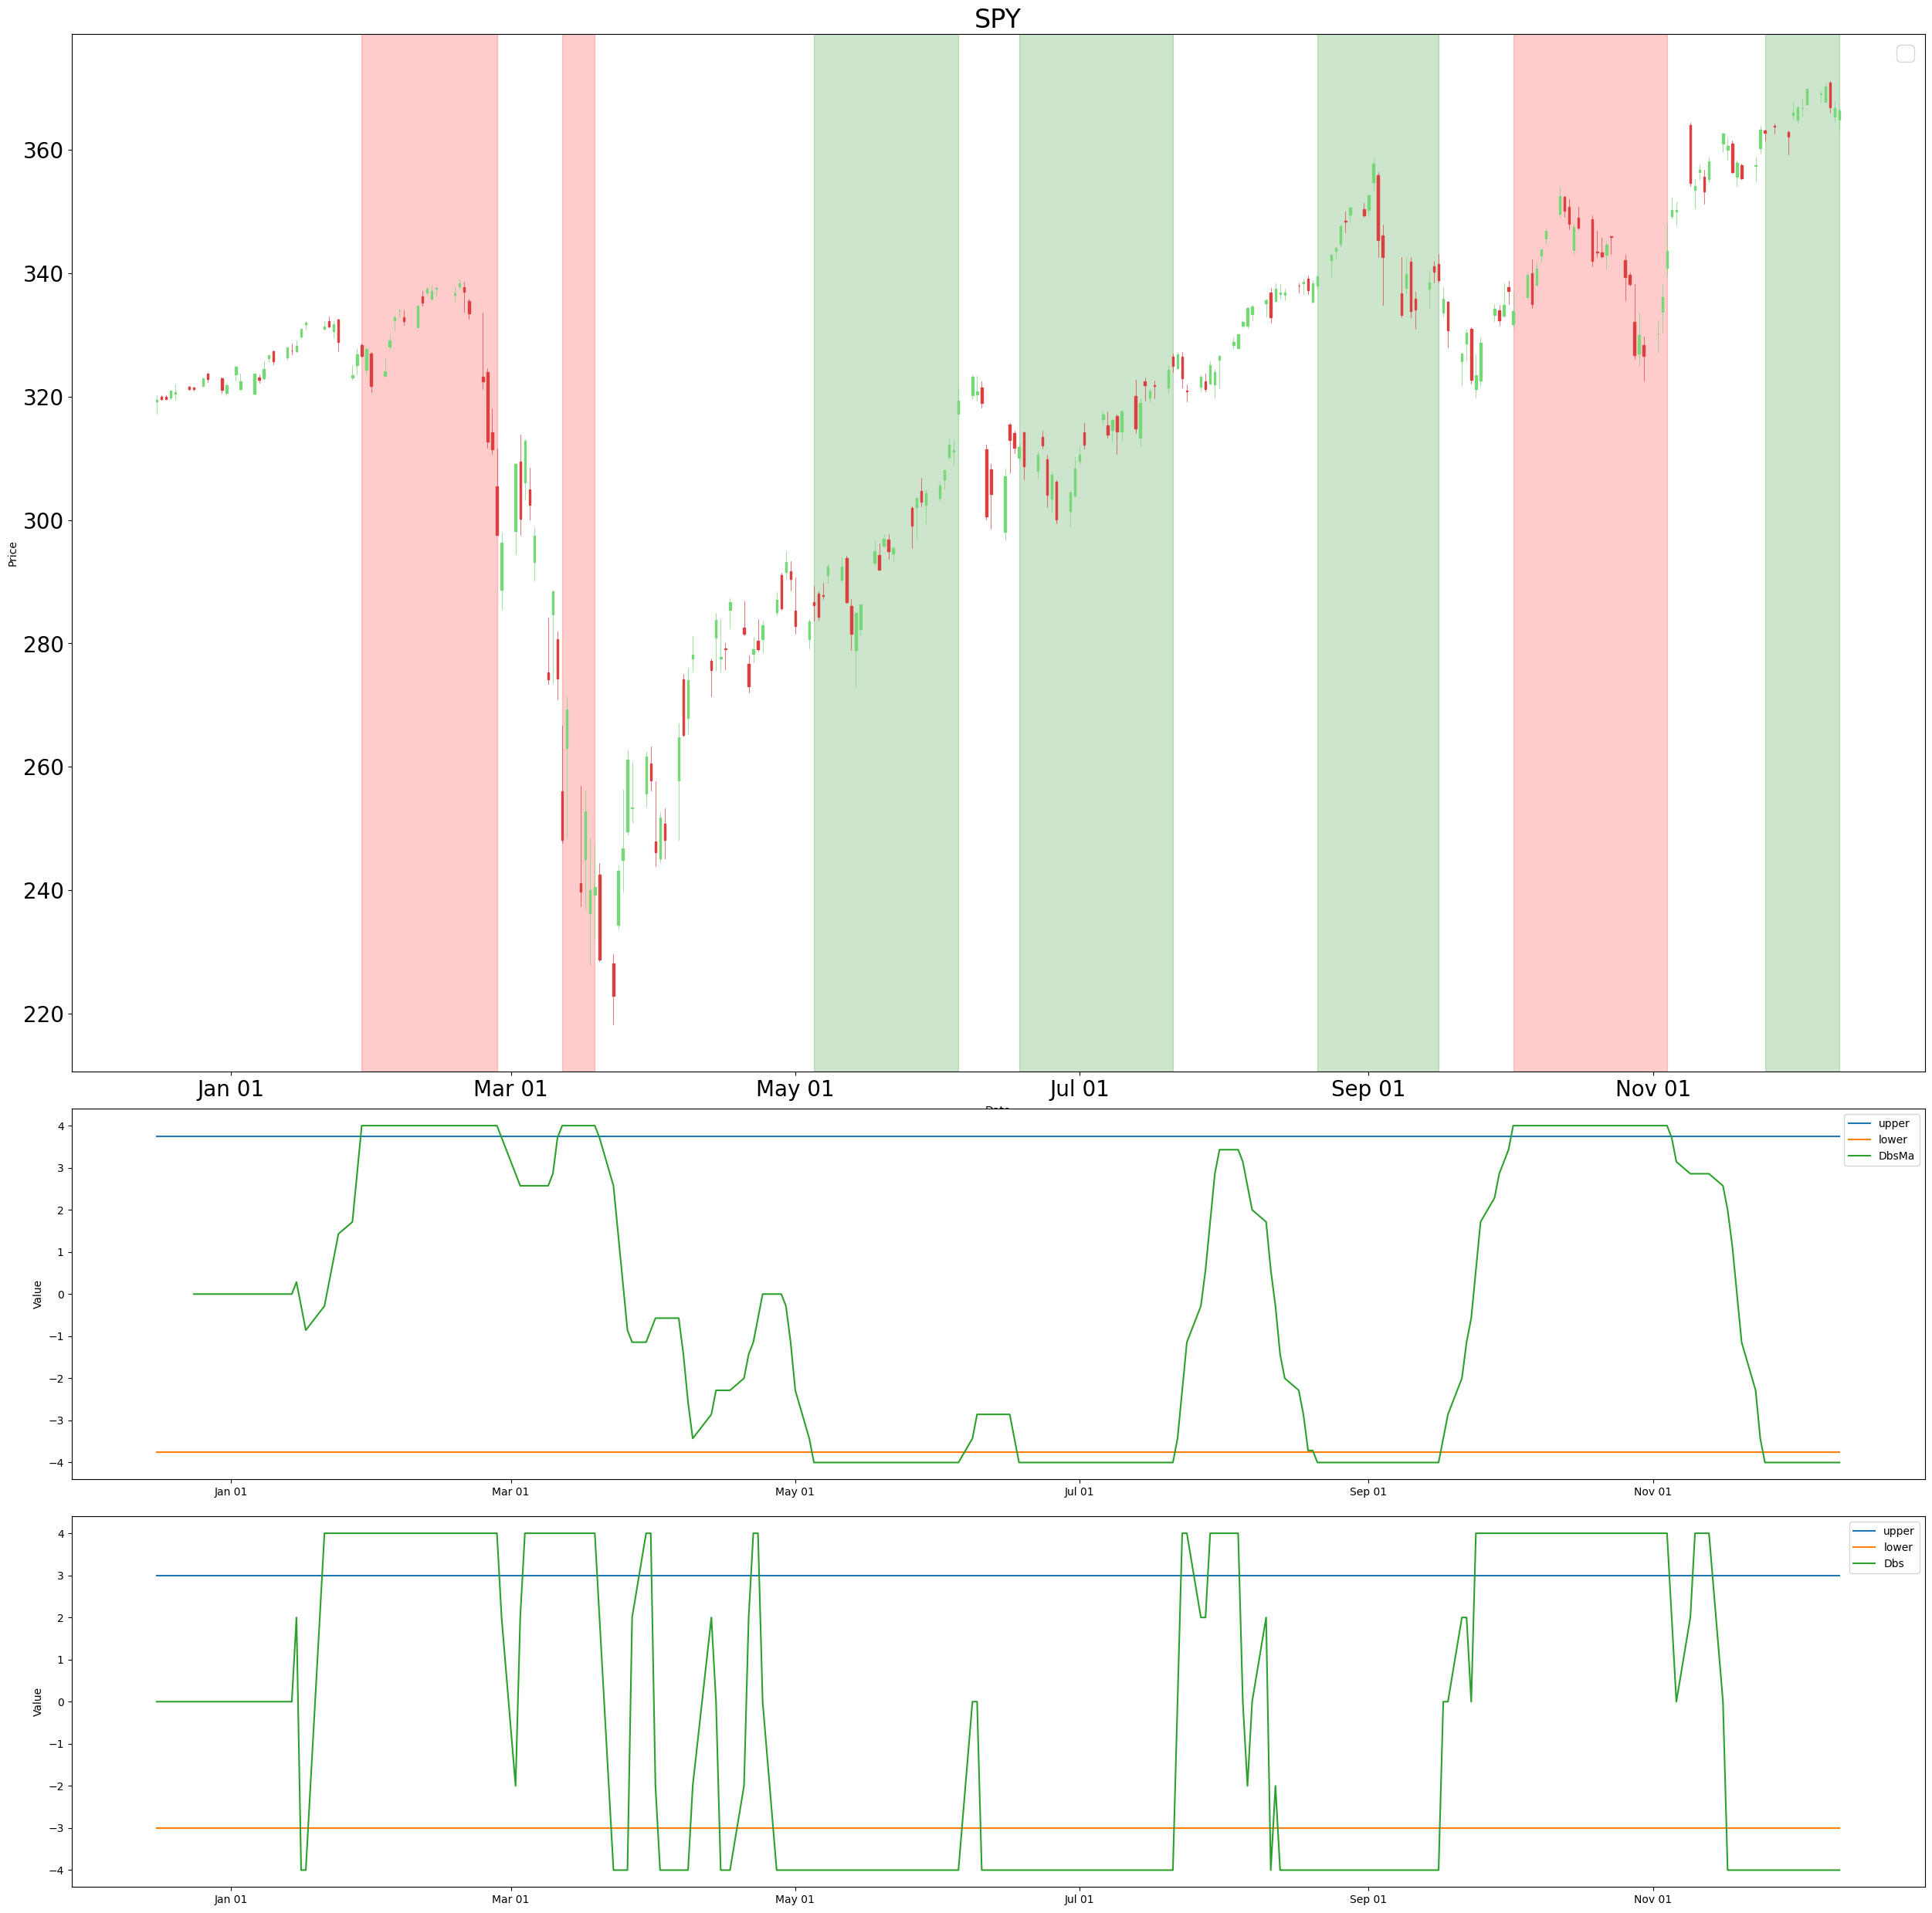 SPY
360
340
320
300
280
260
240
220
Price
Jan 01 Mar 01 May 01 Jul 01 Sep 01 Nov 01
Date
4
3
2
1
0
−1
−2
−3
−4
Value
upper
lower
DbsMa
Jan 01 Mar 01 May 01 Jul 01 Sep 01 Nov 01
4
3
2
1
0
−1
−2
−3
−4
Value
upper
lower
Dbs
Jan 01 Mar 01 May 01 Jul 01 Sep 01 Nov 01